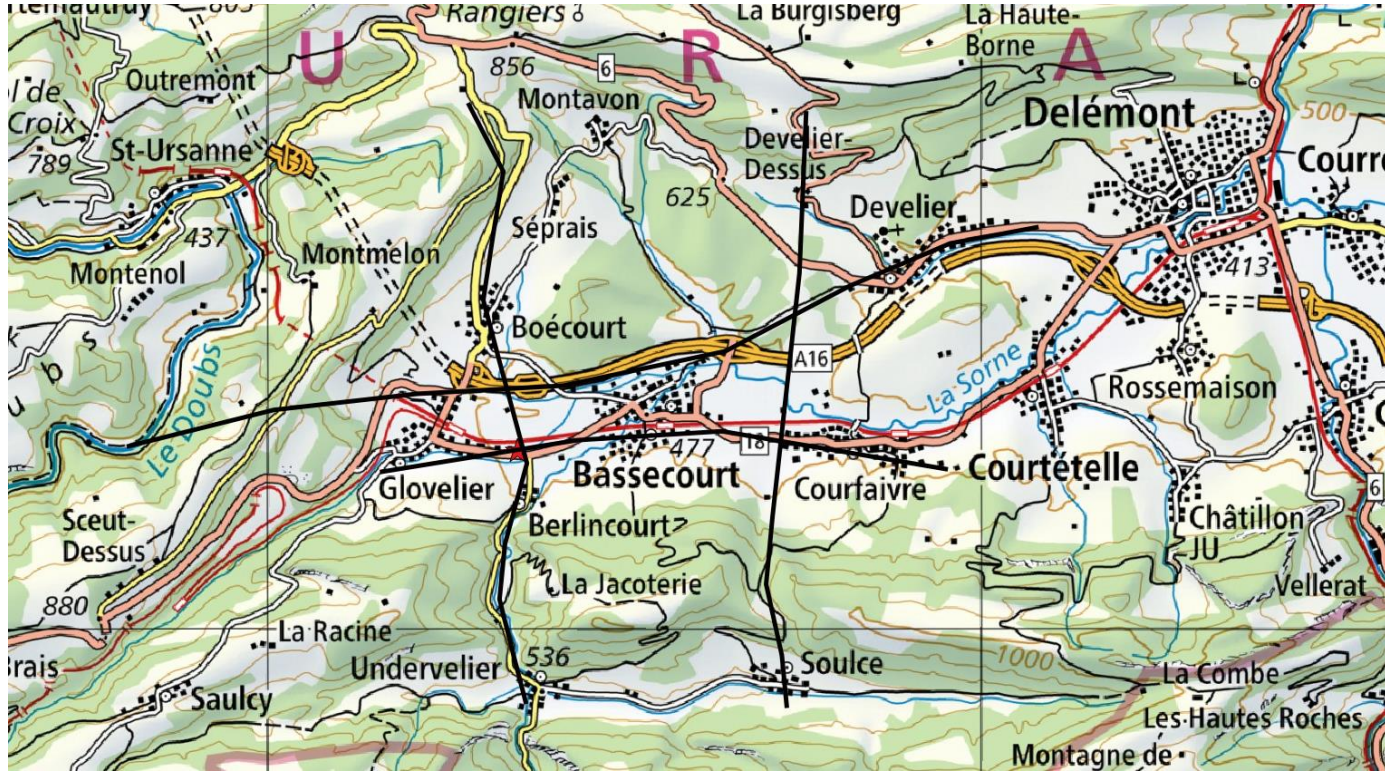 Rangiers
La Burgisberg
La Haute-
Borne
U
R
A
856
6
Outremont
Montavon
Delémont
500
Croix
789
St-Ursanne
Develier-
Dessus
625
Develier
437
Séprais
Montmelon
Montenol
413
Boécourt
Le Doubs
A16
La Sorne
Rossemaison
477
18
Bassecourt
Glovelier
Courfaivre
Courtételle
6
Sceut-
Dessus
Berlincourt
Châtillon
JU
La Jacoterie
Vellerat
880
La Racine
Undervelier
536
Soulce
1000
La Combe
Saulcy
Les Hautes Roches
Montagne de